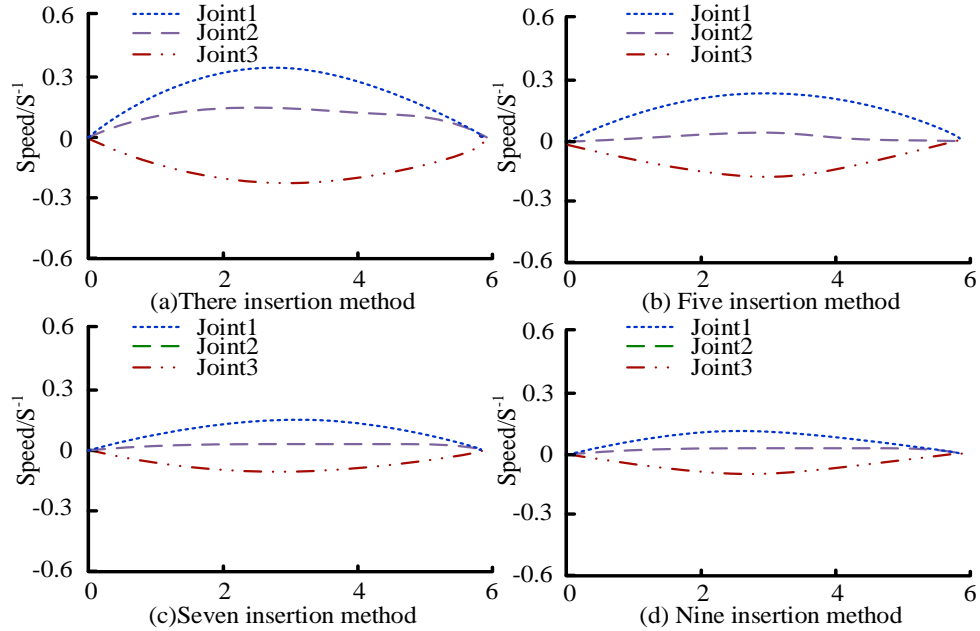 0.6
0.3
0
-0.3
-0.6
Speed/S-1
Joint1
Joint2
Joint3
0 2 4 6
(a)There insertion method
0.6
0.3
0
-0.3
-0.6
Speed/S-1
Joint1
Joint2
Joint3
0 2 4 6
(b) Five insertion method
0.6
0.3
0
-0.3
-0.6
Speed/S-1
Joint1
Joint2
Joint3
0 2 4 6
(c)Seven insertion method
0.6
0.3
0
-0.3
-0.6
Speed/S-1
Joint1
Joint2
Joint3
0 2 4 6
(d) Nine insertion method